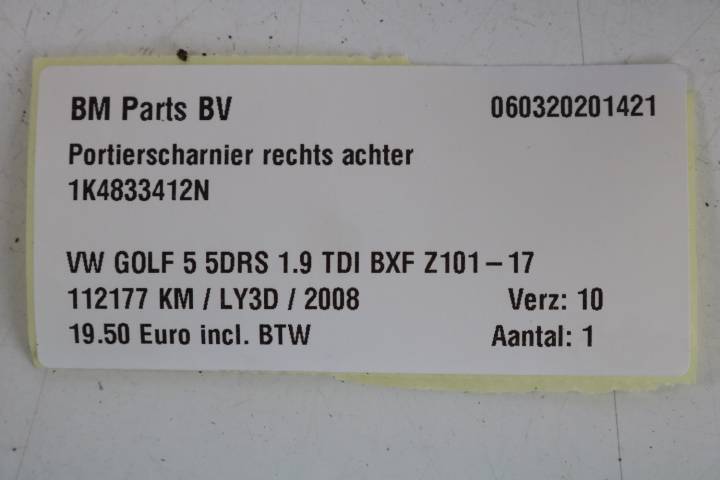 BM Parts BV 060320201421
Portierscharnier rechts achter
1K4833412N
VW GOLF 5 5DRS 1.9 TDI BXF Z101-17
112177 KM / LY3D / 2008 Verz: 10
19.50 Euro incl. BTW Aantal: 1